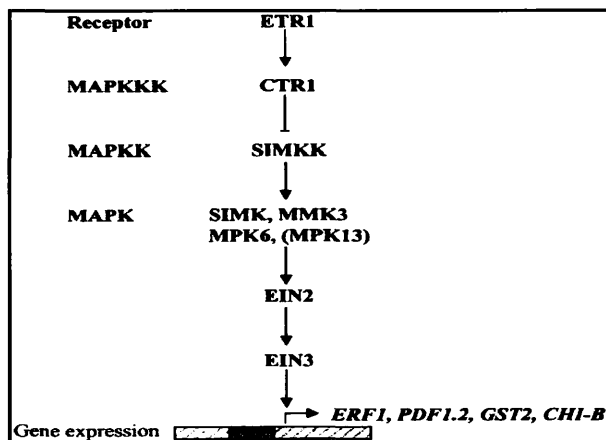 Receptor ETR1
MAPKKK CTR1
MAPKK SIMKK
MAPK SIMK, MMK3
MPK6, (MPK13)
EIN2
EIN3
ERF1, PDF1.2, GST2, CHI-B
Gene expression